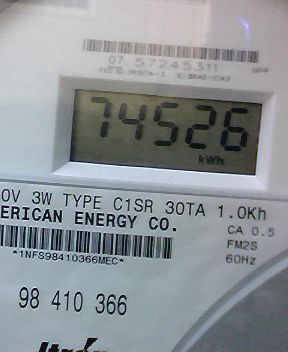 07 57245311
74526
kWh
0V 3W TYPE C1SR 30TA 1.0Kh
ERICAN ENERGY CO.
CA 0.5
FM2S
60Hz
*1NFS98410366MEC*
98 410 366
Itron